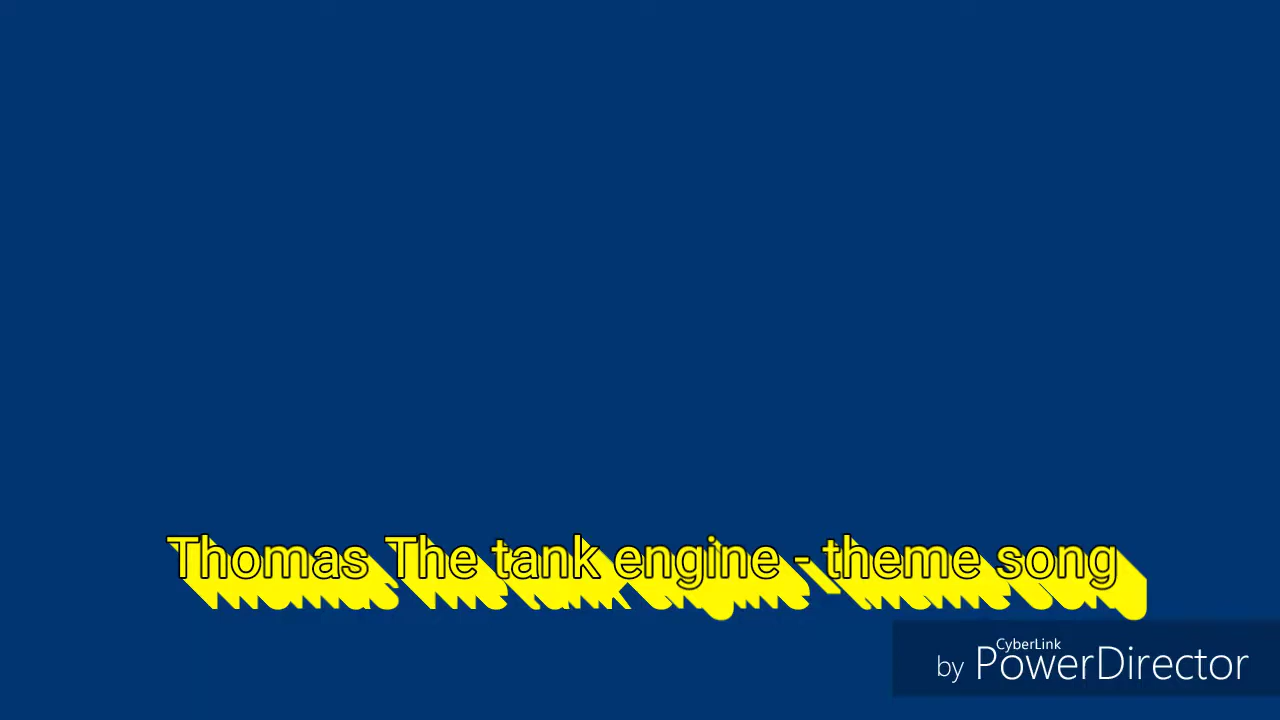 Thomas The tank engine - theme song
CyberLink
by PowerDirector